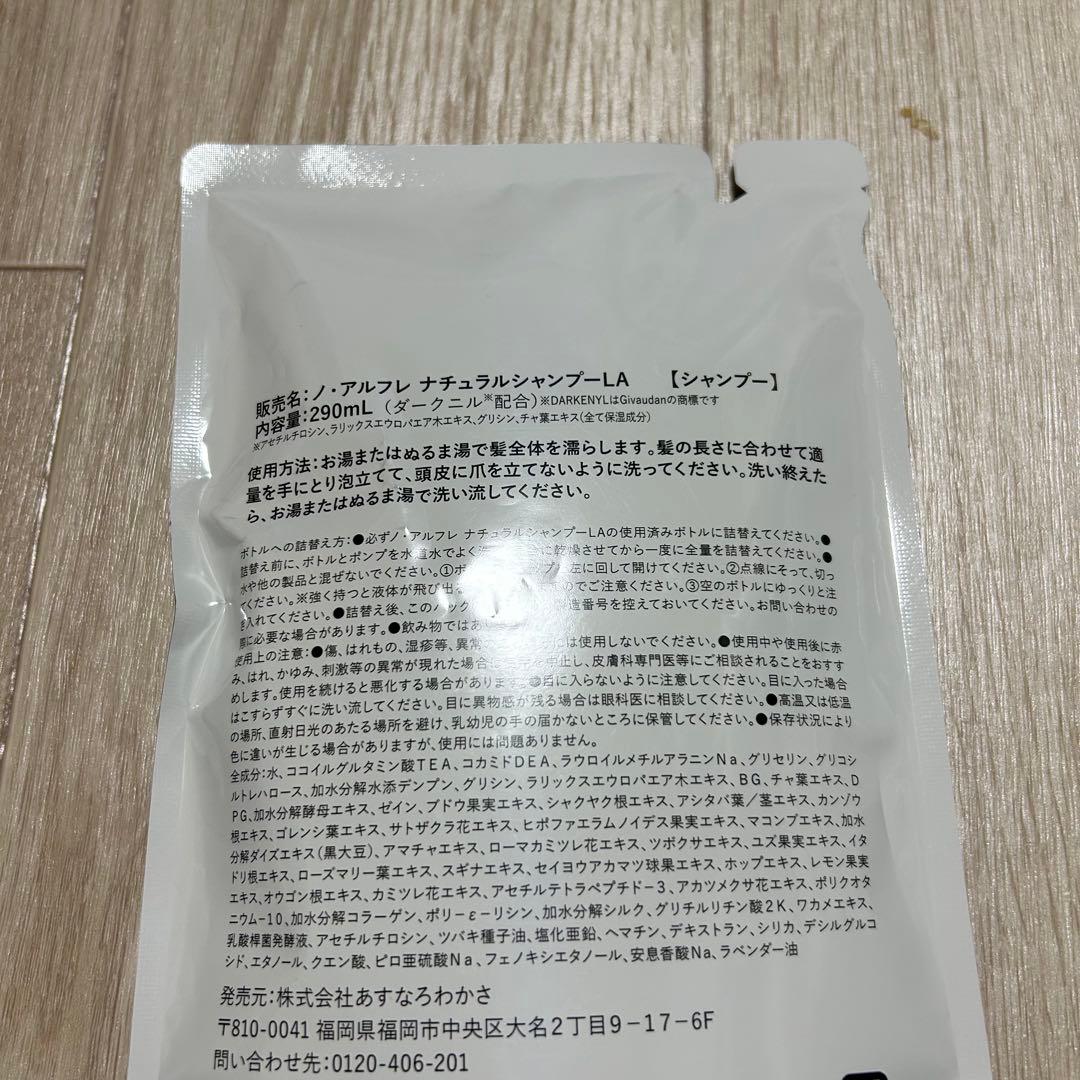 販売名:ノ・アルフレ ナチュラルシャンプーLA 【シャンプー】
内容量:290mL(ダークニル※配合)※DARKENYLはGivaudanの商標です
※アセチルチロシン、ラリックスエウロパエア木エキス、グリシン、チャ葉エキス(全て保湿成分)
使用方法:お湯またはぬるま湯で髪全体を濡らします。髪の長さに合わせて適
量を手にとり泡立てて、頭皮に爪を立てないように洗ってください。洗い終えた
ら、お湯またはぬるま湯で洗い流してください。
ボトルへの詰替え方:●必ずノ・アルフレ ナチュラルシャンプーLAの使用済みボトルに詰替えてください。●
詰替え前に、ボトルとポンプを水道水でよく に乾燥させてから一度に全量を詰替えてください。●
水や他の製品と混ぜないでください。①ボ 左に回して開けてください。②点線にそって、切っ
てください。※強く持つと液体が飛び出 のでご注意ください。③空のボトルにゆっくりと注
を入れてください。●詰替え後、この 造番号を控えておいてください。お問い合わせの
際に必要な場合があります。●飲み物ではあ
使用上の注意:●傷、はれもの、湿疹等、異常 は使用しないでください。●使用中や使用後に赤
み、はれ、かゆみ、刺激等の異常が現れた場合 中止し、皮膚科専門医等にご相談されることをおすす
めします。使用を続けると悪化する場合があります。●目に入らないように注意してください。目に入った場合
はこすらずすぐに洗い流してください。目に異物感が残る場合は眼科医に相談してください。●高温又は低温
の場所、直射日光のあたる場所を避け、乳幼児の手の届かないところに保管してください。●保存状況により
色に違いが生じる場合がありますが、使用には問題ありません。
全成分:水、ココイルグルタミン酸TEA、コカミドDEA、ラウロイルメチルアラニンNa、グリセリン、グリコシ
ルトレハロース、加水分解水添デンプン、グリシン、ラリックスエウロパエア木エキス、BG、チャ葉エキス、D
PG、加水分解酵母エキス、ゼイン、ブドウ果実エキス、シャクヤク根エキス、アシタバ葉/茎エキス、カンゾウ
根エキス、ゴレンシ葉エキス、サトザクラ花エキス、ヒポファエラムノイデス果実エキス、マコンブエキス、加水
分解ダイズエキス(黒大豆)、アマチャエキス、ローマカミツレ花エキス、ツボクサエキス、ユズ果実エキス、イタ
ドリ根エキス、ローズマリー葉エキス、スギナエキス、セイヨウアカマツ球果エキス、ホップエキス、レモン果実
エキス、オウゴン根エキス、カミツレ花エキス、アセチルテトラペプチド-3、アカツメクサ花エキス、ポリクオタ
ニウム-10、加水分解コラーゲン、ポリ-ε-リシン、加水分解シルク、グリチルリチン酸2K、ワカメエキス、
乳酸桿菌発酵液、アセチルチロシン、ツバキ種子油、塩化亜鉛、ヘマチン、デキストラン、シリカ、デシルグルコ
シド、エタノール、クエン酸、ピロ亜硫酸Na、フェノキシエタノール、安息香酸Na、ラベンダー油
発売元:株式会社あすなろわかさ
〒810-0041 福岡県福岡市中央区大名2丁目9-17-6F
問い合わせ先:0120-406-201